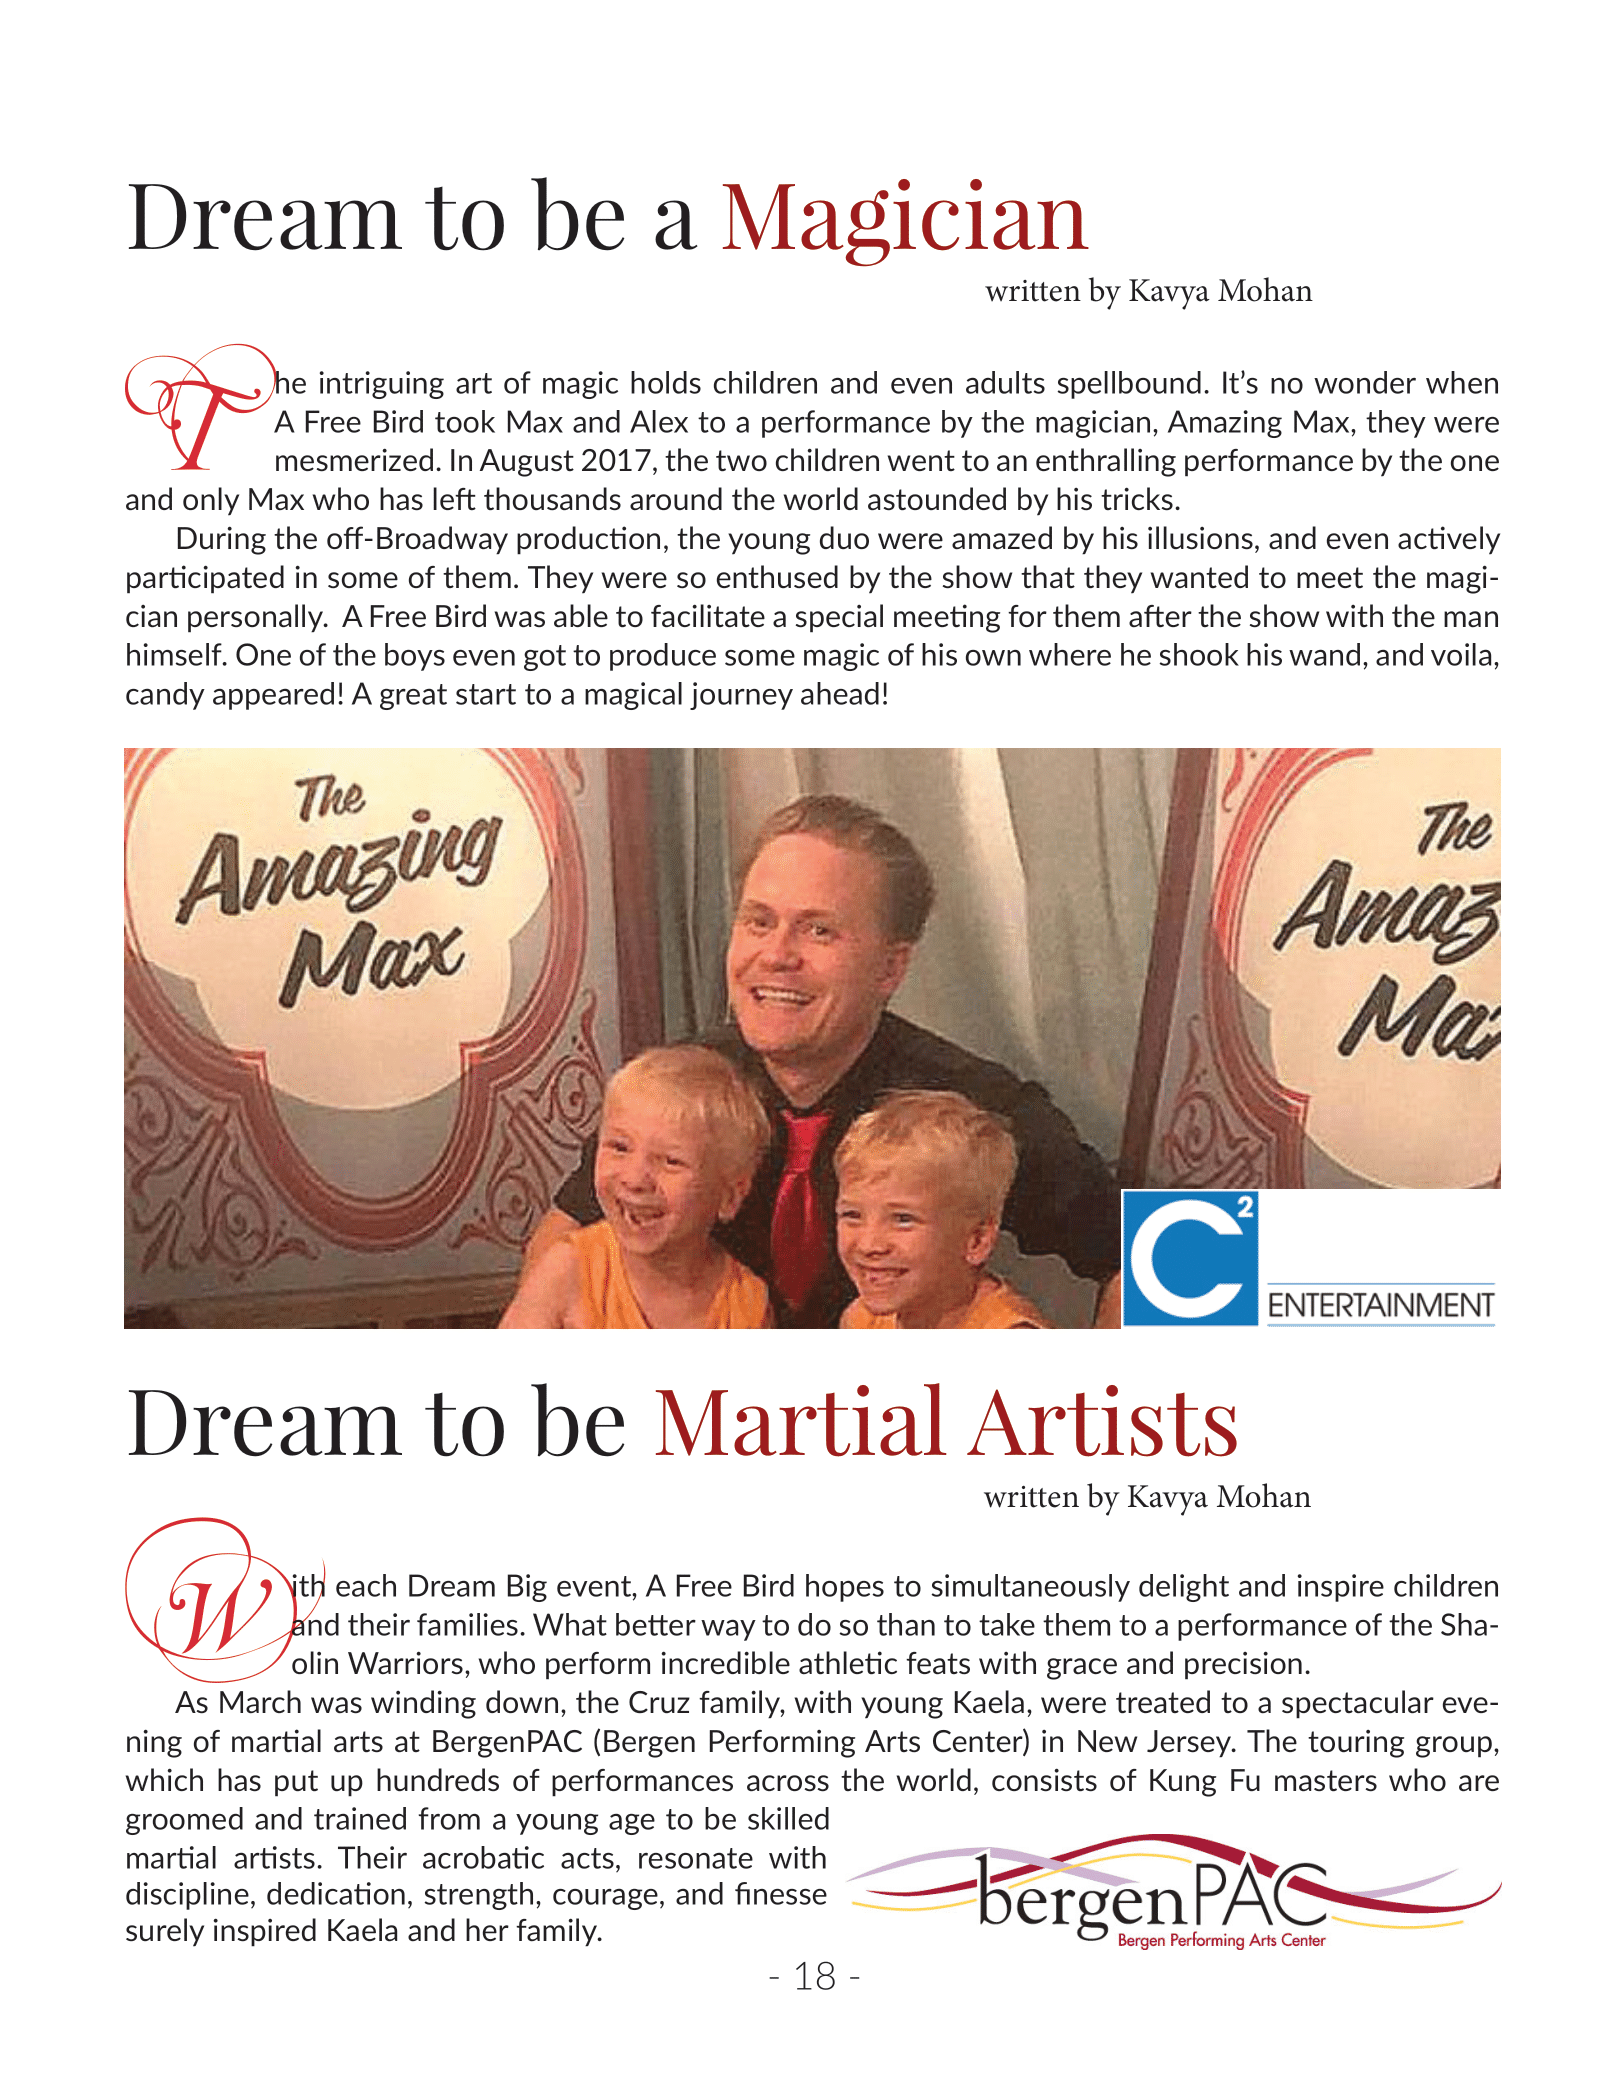 Dream to be a Magician
written by Kavya Mohan
The intriguing art of magic holds children and even adults spellbound. It’s no wonder when
A Free Bird took Max and Alex to a performance by the magician, Amazing Max, they were
mesmerized. In August 2017, the two children went to an enthralling performance by the one
and only Max who has left thousands around the world astounded by his tricks.
During the off-Broadway production, the young duo were amazed by his illusions, and even actively
participated in some of them. They were so enthused by the show that they wanted to meet the magi-
cian personally.  A Free Bird was able to facilitate a special meeting for them after the show with the man
himself. One of the boys even got to produce some magic of his own where he shook his wand, and voila,
candy appeared! A great start to a magical journey ahead!
The
Amazing
Max
The
Amaz
Max
C2
ENTERTAINMENT
Dream to be Martial Artists
written by Kavya Mohan
With each Dream Big event, A Free Bird hopes to simultaneously delight and inspire children
and their families. What better way to do so than to take them to a performance of the Sha-
olin Warriors, who perform incredible athletic feats with grace and precision.
As March was winding down, the Cruz family, with young Kaela, were treated to a spectacular eve-
ning of martial arts at BergenPAC (Bergen Performing Arts Center) in New Jersey. The touring group,
which has put up hundreds of performances across the world, consists of Kung Fu masters who are
groomed and trained from a young age to be skilled
martial artists. Their acrobatic acts, resonate with
discipline, dedication, strength, courage, and finesse
surely inspired Kaela and her family.
bergenPAC
Bergen Performing Arts Center
- 18 -